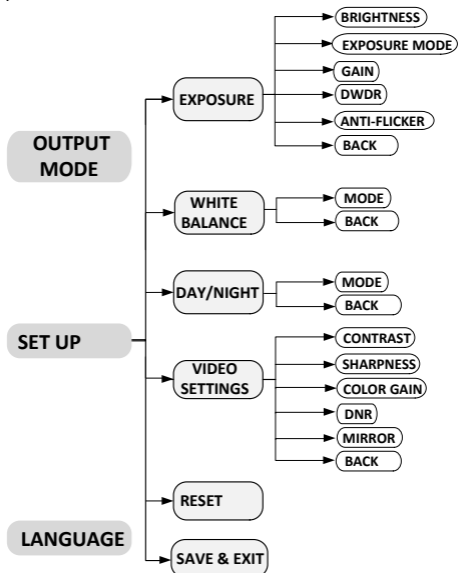 OUTPUT
MODE
SET UP
LANGUAGE
EXPOSURE
BRIGHTNESS
EXPOSURE MODE
GAIN
DWDR
ANTI-FLICKER
BACK
WHITE
BALANCE
MODE
BACK
DAY/NIGHT
MODE
BACK
VIDEO
SETTINGS
CONTRAST
SHARPNESS
COLOR GAIN
DNR
MIRROR
BACK
RESET
SAVE & EXIT